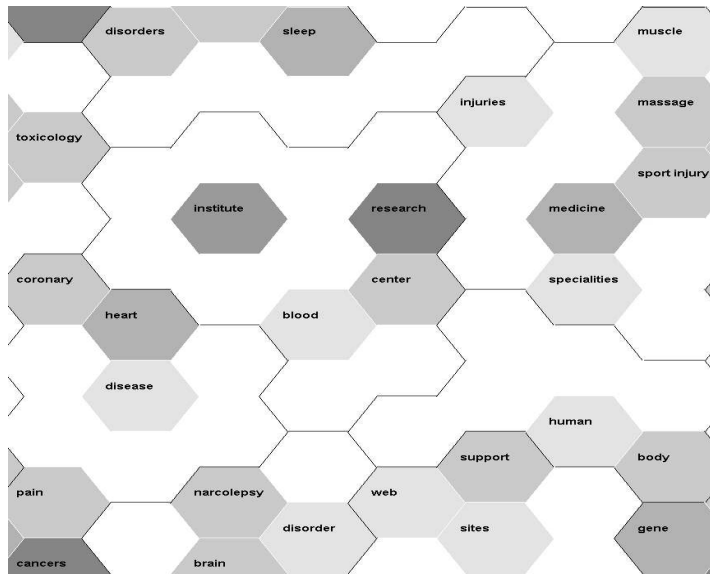 disorders
sleep
muscle
injuries
massage
toxicology
sport injury
institute
research
medicine
coronary
center
specialities
heart
blood
disease
human
support
body
pain
narcolepsy
web
disorder
sites
gene
cancers
brain